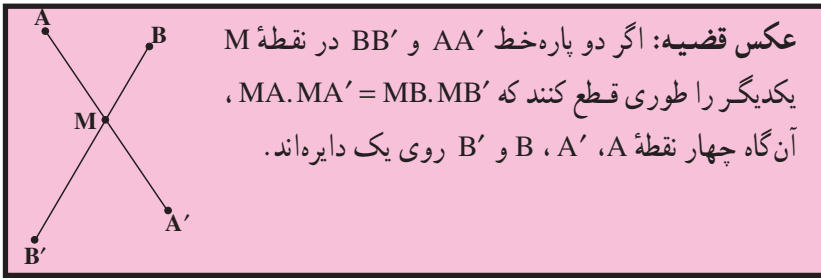 عکس قضیه: اگر دو پاره‌خط AA′ و BB′ در نقطهٔ M
یکدیگر را طوری قطع کنند که MA.MA′ = MB.MB′ ،
آن‌گاه چهار نقطهٔ A، A′ ، B و B′ روی یک دایره‌اند.
A
B
M
A′
B′